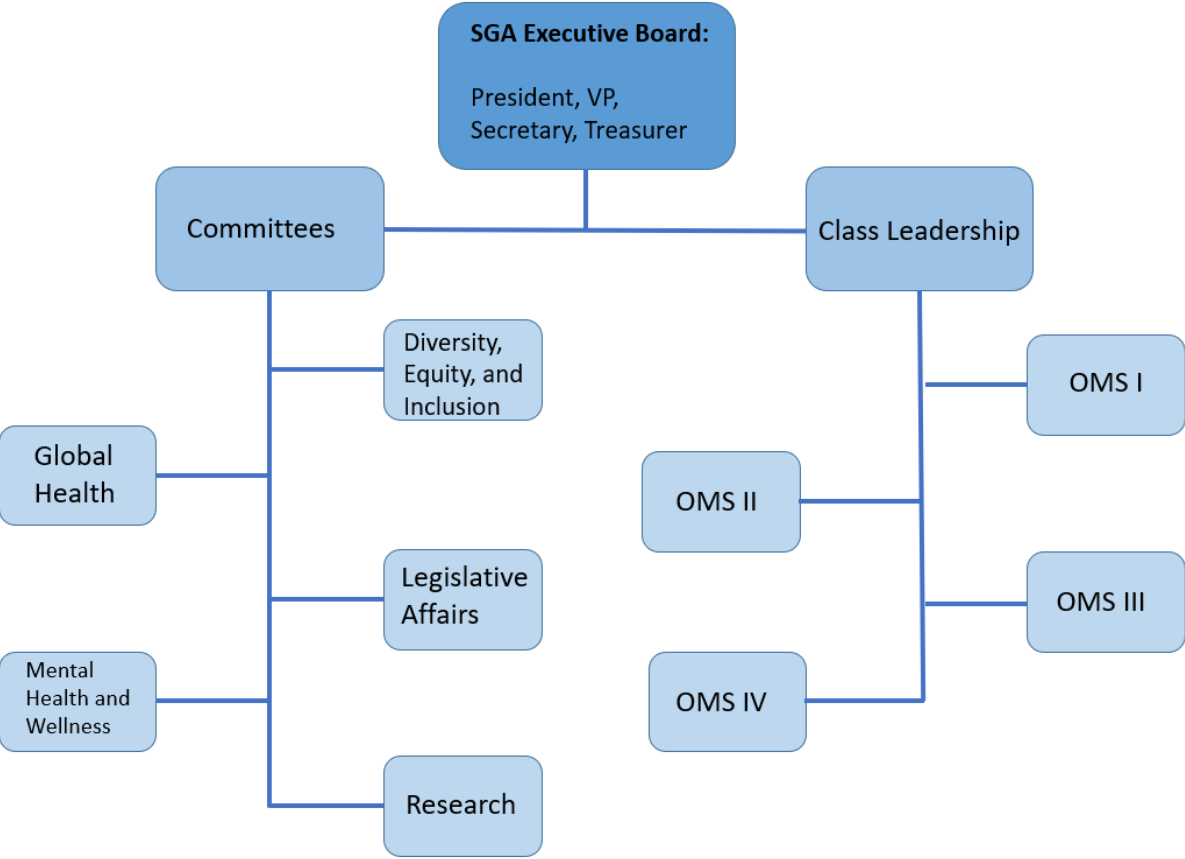 SGA Executive Board:
President, VP,
Secretary, Treasurer
Committees
Class Leadership
Diversity,
Equity, and
Inclusion
Global
Health
Legislative
Affairs
Mental
Health and
Wellness
Research
OMS I
OMS II
OMS III
OMS IV